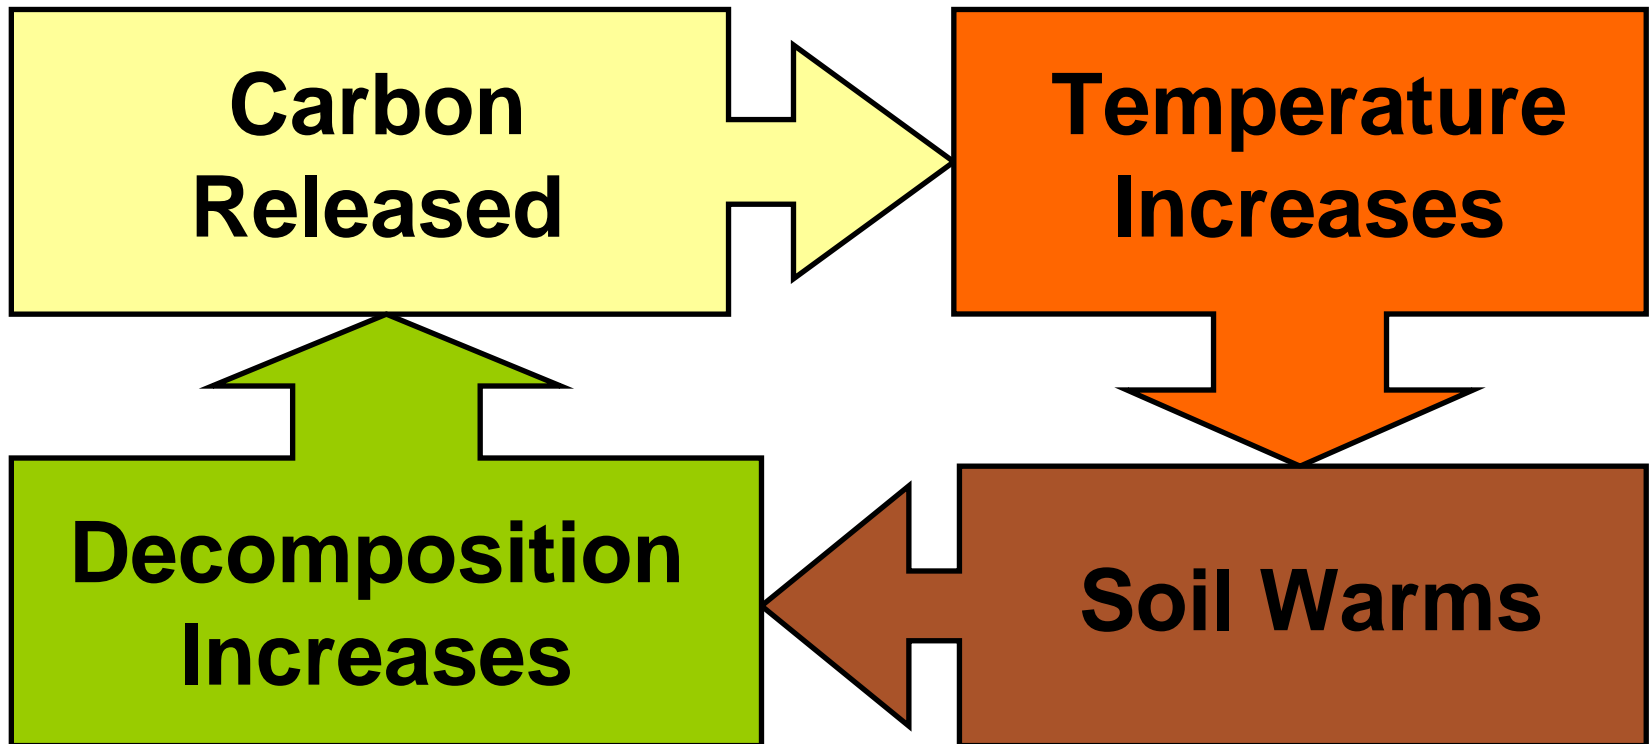 Carbon
Released
Temperature
Increases
Decomposition
Increases
Soil Warms